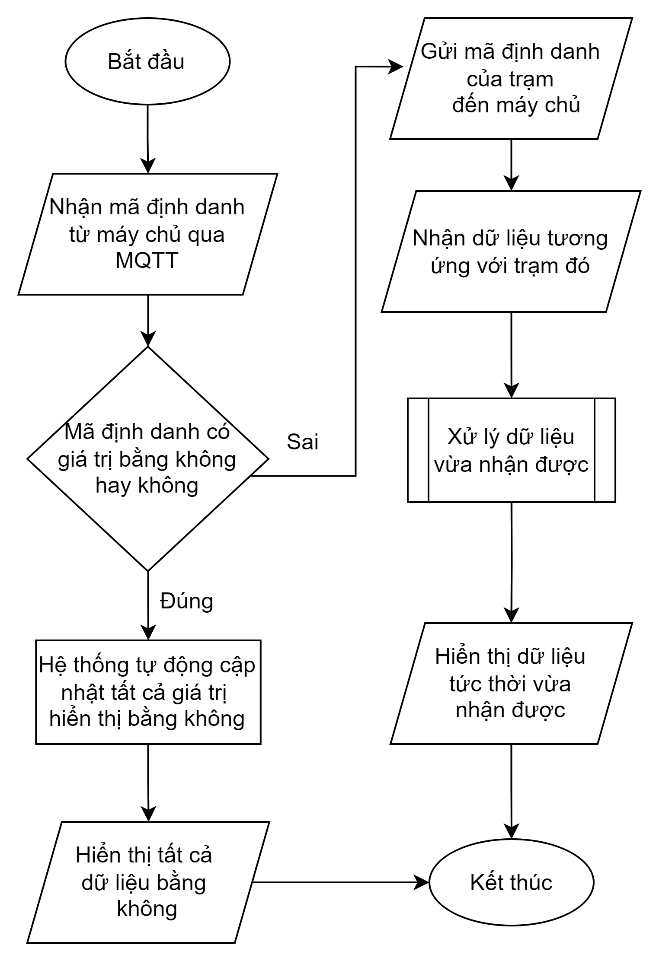 Bắt đầu
Nhận mã định danh
từ máy chủ qua
MQTT
Mã định danh có
giá trị bằng không
hay không
Sai
Đúng
Hệ thống tự động cập
nhật tất cả giá trị
hiển thị bằng không
Hiển thị tất cả
dữ liệu bằng
không
Gửi mã định danh
của trạm
đến máy chủ
Nhận dữ liệu tương
ứng với trạm đó
Xử lý dữ liệu
vừa nhận được
Hiển thị dữ liệu
tức thời vừa
nhận được
Kết thúc